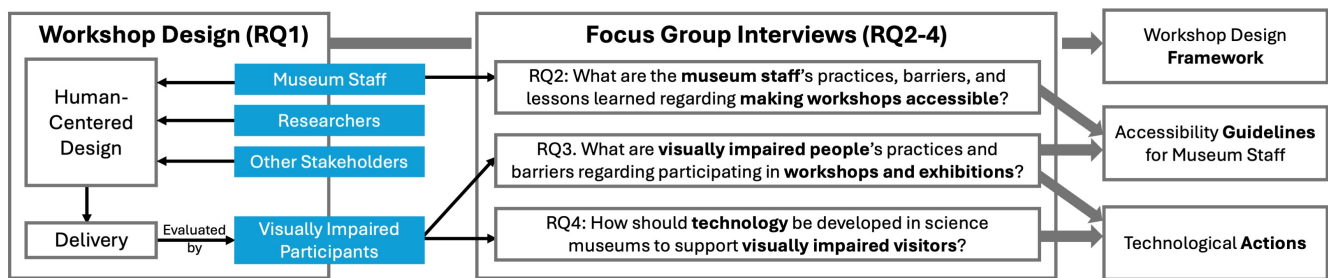 Workshop Design (RQ1)
Human-
Centered
Design
Museum Staff
Researchers
Other Stakeholders
Delivery
Evaluated
by
Visually Impaired
Participants
Focus Group Interviews (RQ2-4)
RQ2: What are the museum staff's practices, barriers, and
lessons learned regarding making workshops accessible?
RQ3. What are visually impaired people's practices and
barriers regarding participating in workshops and exhibitions?
RQ4: How should technology be developed in science
museums to support visually impaired visitors?
Workshop Design
Framework
Accessibility Guidelines
for Museum Staff
Technological Actions